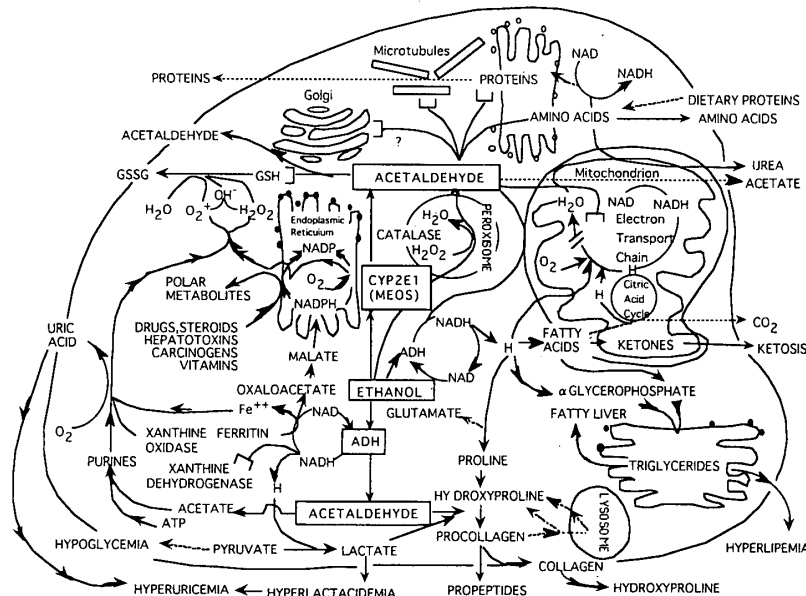 Microtubules
NAD
NADH
PROTEINS
PROTEINS
Golgi
DIETARY PROTEINS
AMINO ACIDS
AMINO ACIDS
ACETALDEHYDE
?
UREA
GSSG
GSH
ACETALDEHYDE
Mitochondrion
ACETATE
OH⁻
H₂O
O₂⁺
H₂O₂
Endoplasmic
Reticuium
NADP
H₂O
CATALASE
H₂O₂
PEROXISOME
H₂O
NAD
NADH
Electron
Transport
Chain
O₂
H
H
Citric
Acid
Cycle
POLAR
METABOLITES
O₂
NADPH
CYP2E1
(MEOS)
DRUGS,STEROIDS
HEPATOTOXINS
CARCINOGENS
VITAMINS
URIC
ACID
NADH
ADH
NAD
H
FATTY
ACIDS
KETONES
CO₂
KETOSIS
MALATE
OXALOACETATE
ETHANOL
αGLYCEROPHOSPHATE
FATTY LIVER
Fe⁺⁺
NAD
GLUTAMATE
O₂
XANTHINE
OXIDASE
FERRITIN
ADH
PURINES
XANTHINE
DEHYDROGENASE
NADH
PROLINE
TRIGLYCERIDES
H
ACETATE
ATP
ACETALDEHYDE
HYDROXYPROLINE
LYSOSOME
HYPOGLYCEMIA
PYRUVATE
LACTATE
PROCOLLAGEN
HYPERLIPEMIA
COLLAGEN
HYPERURICEMIA
HYPERLACTACIDEMIA
PROPEPTIDES
HYDROXYPROLINE